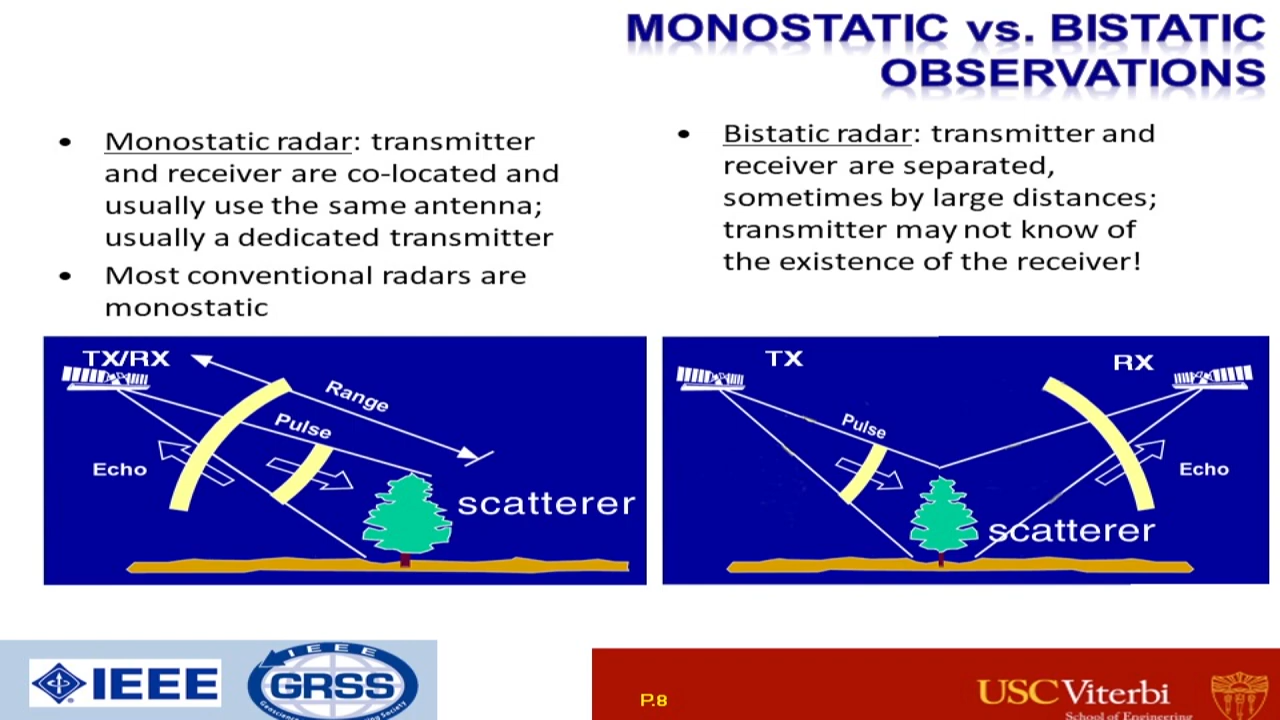 MONOSTATIC vs. BISTATIC
OBSERVATIONS
• Monostatic radar: transmitter
and receiver are co-located and
usually use the same antenna;
usually a dedicated transmitter
• Most conventional radars are
monostatic
• Bistatic radar: transmitter and
receiver are separated,
sometimes by large distances;
transmitter may not know of
the existence of the receiver!
TX/RX
Range
Pulse
Echo
scatterer
TX
RX
Pulse
Echo
scatterer
IEEE
IEEE
GRSS
P.8
USC Viterbi
School of Engineering